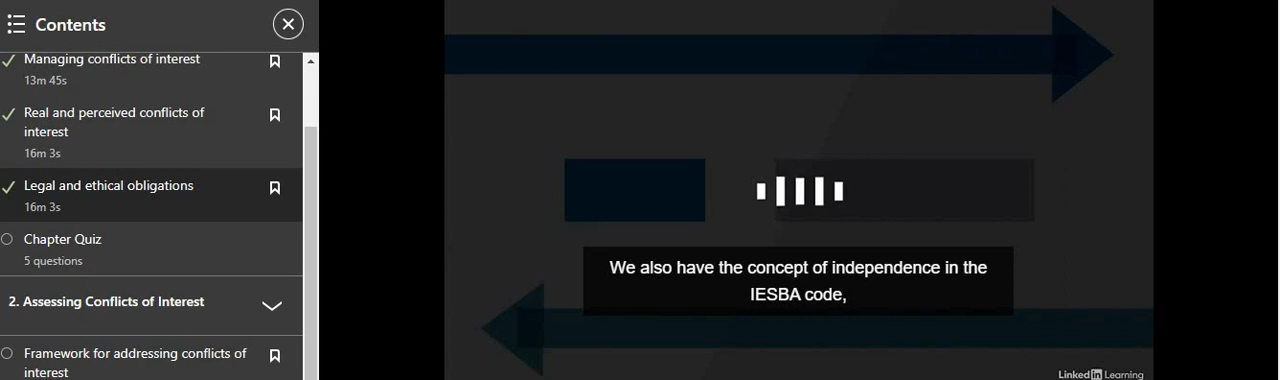 Contents
Managing conflicts of interest
13m 45s
Real and perceived conflicts of
interest
16m 3s
Legal and ethical obligations
16m 3s
Chapter Quiz
5 questions
2. Assessing Conflicts of Interest
Framework for addressing conflicts of
interest
We also have the concept of independence in the
IESBA code,
LinkedIn Learning